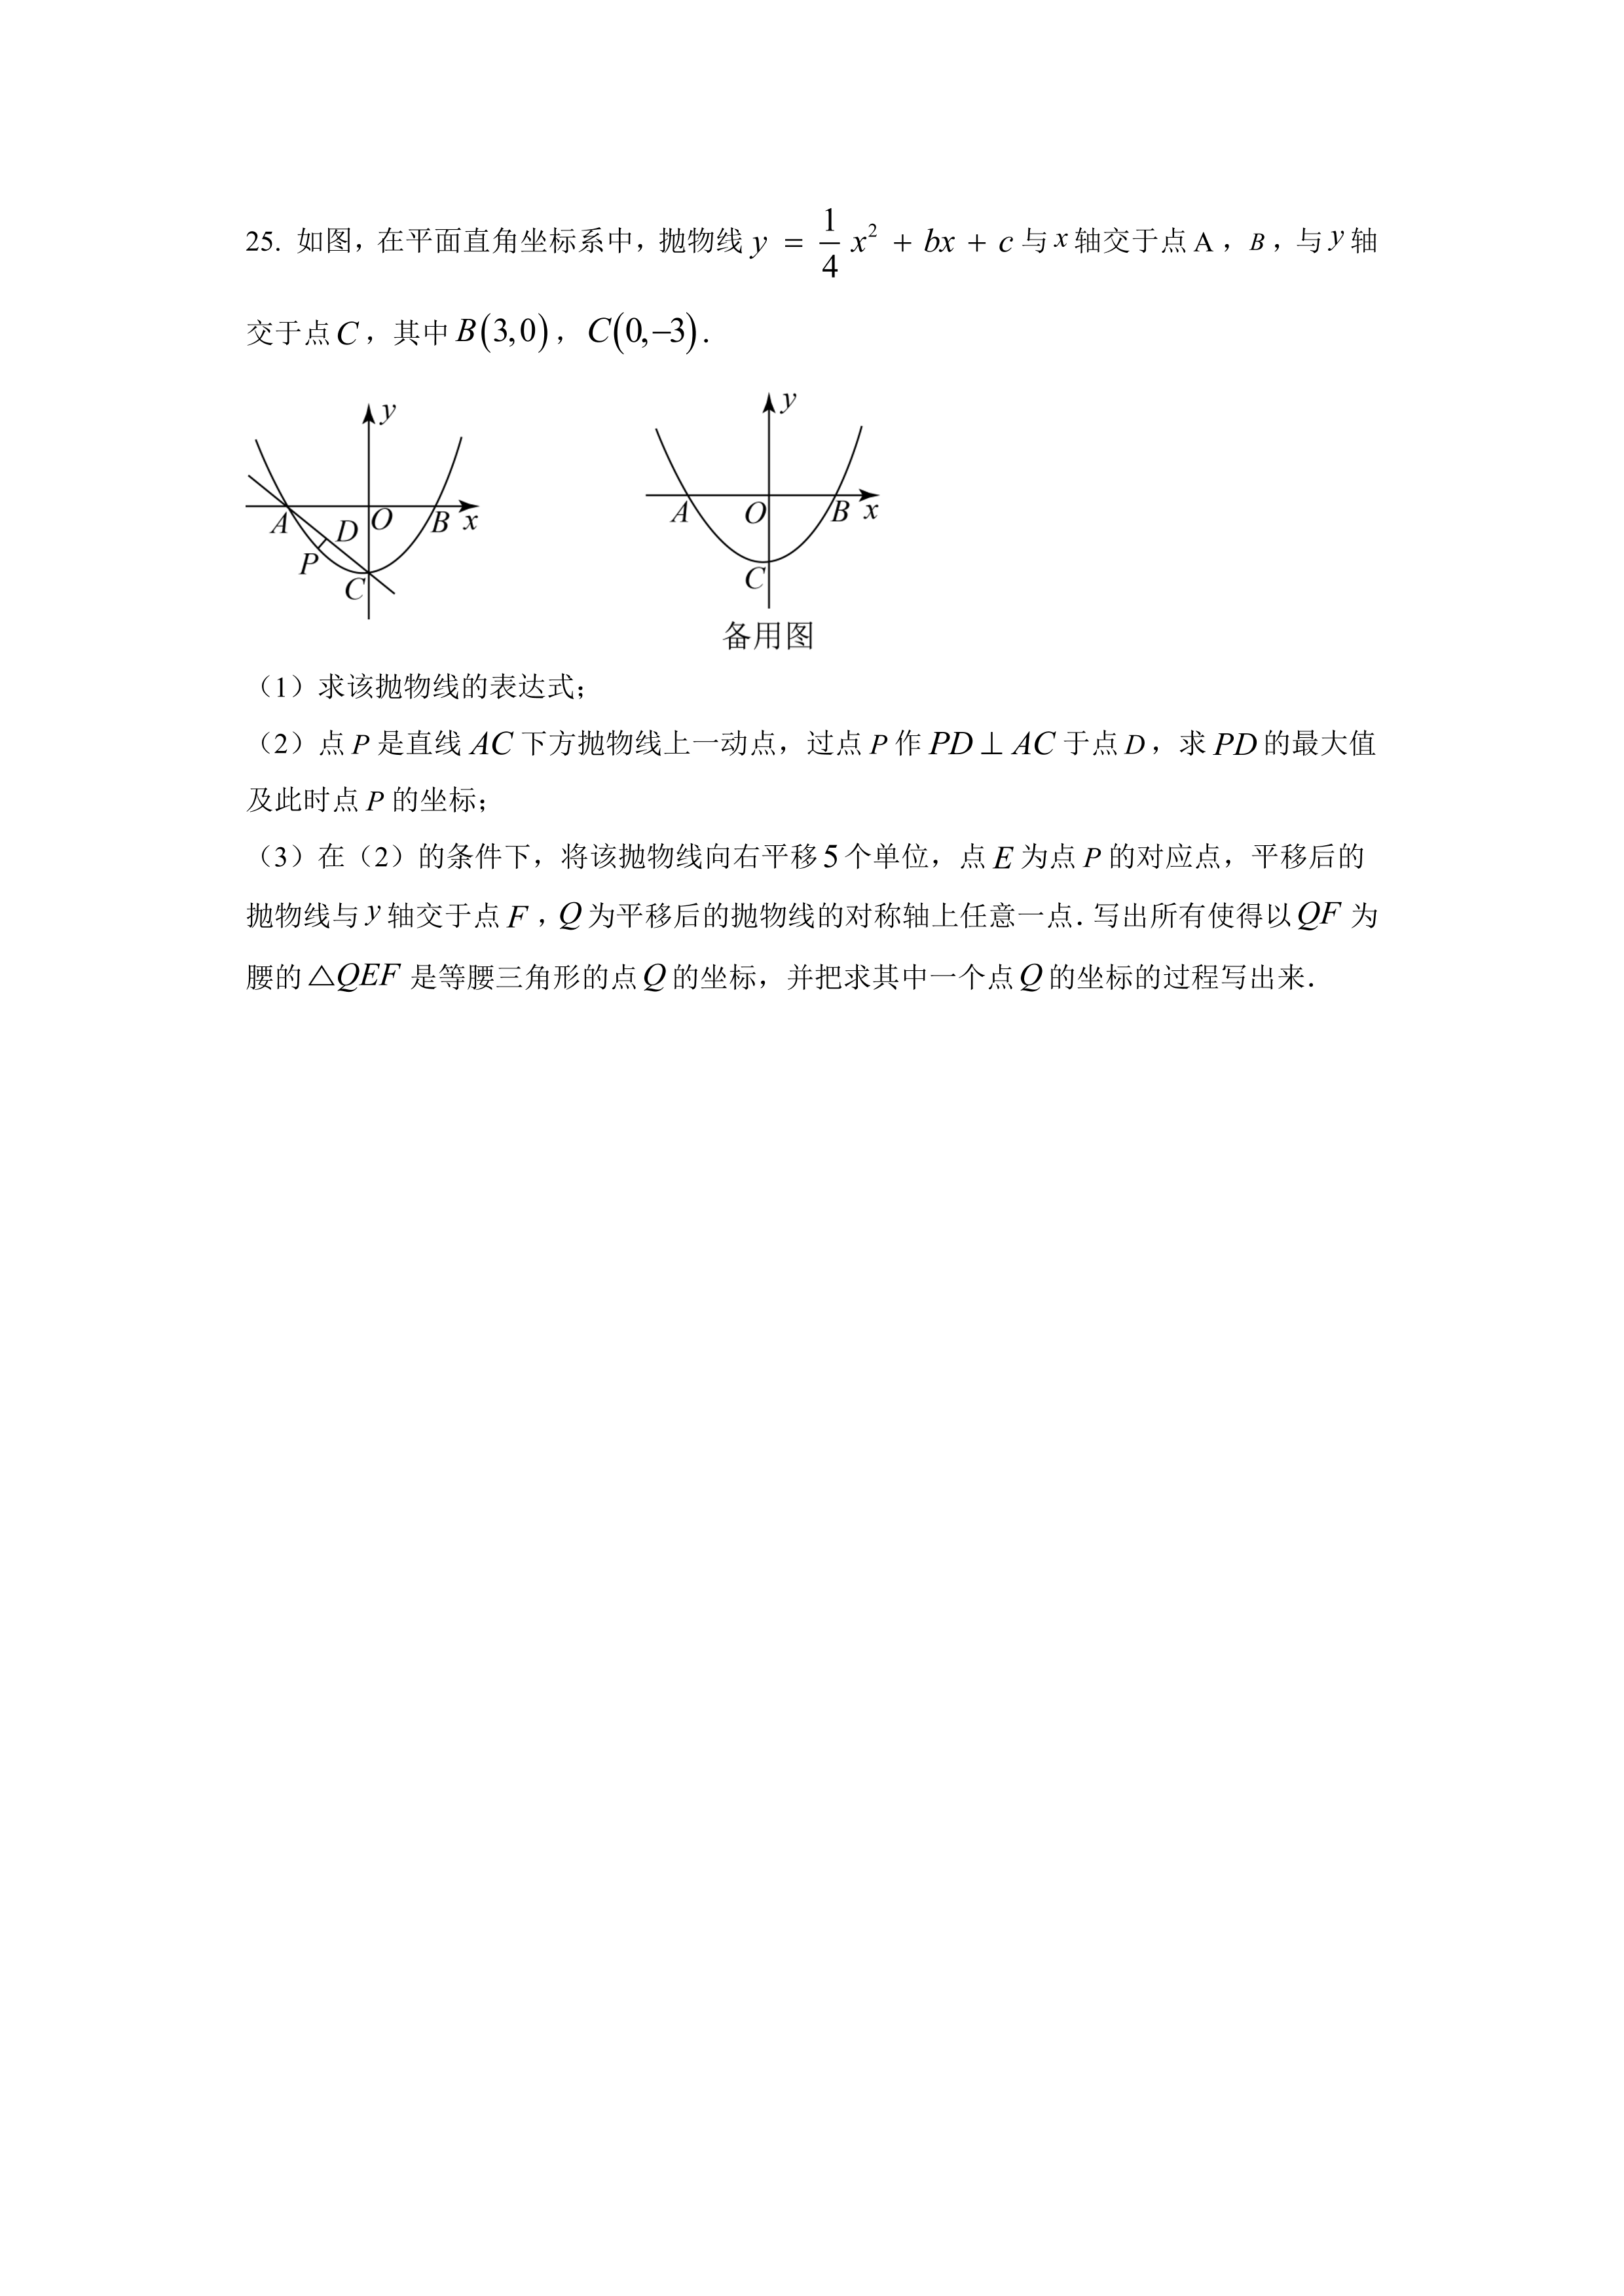 25. 如图，在平面直角坐标系中，抛物线 y = 1/4 x² + bx + c 与 x 轴交于点 A，B，与 y 轴
交于点 C，其中 B(3,0)，C(0,−3)．
y
A D O B x
P
C
y
A O B x
C
备用图
（1）求该抛物线的表达式；
（2）点 P 是直线 AC 下方抛物线上一动点，过点 P 作 PD⊥AC 于点 D，求 PD 的最大值
及此时点 P 的坐标；
（3）在（2）的条件下，将该抛物线向右平移 5 个单位，点 E 为点 P 的对应点，平移后的
抛物线与 y 轴交于点 F，Q 为平移后的抛物线的对称轴上任意一点．写出所有使得以 QF 为
腰的 △QEF 是等腰三角形的点 Q 的坐标，并把求其中一个点 Q 的坐标的过程写出来．